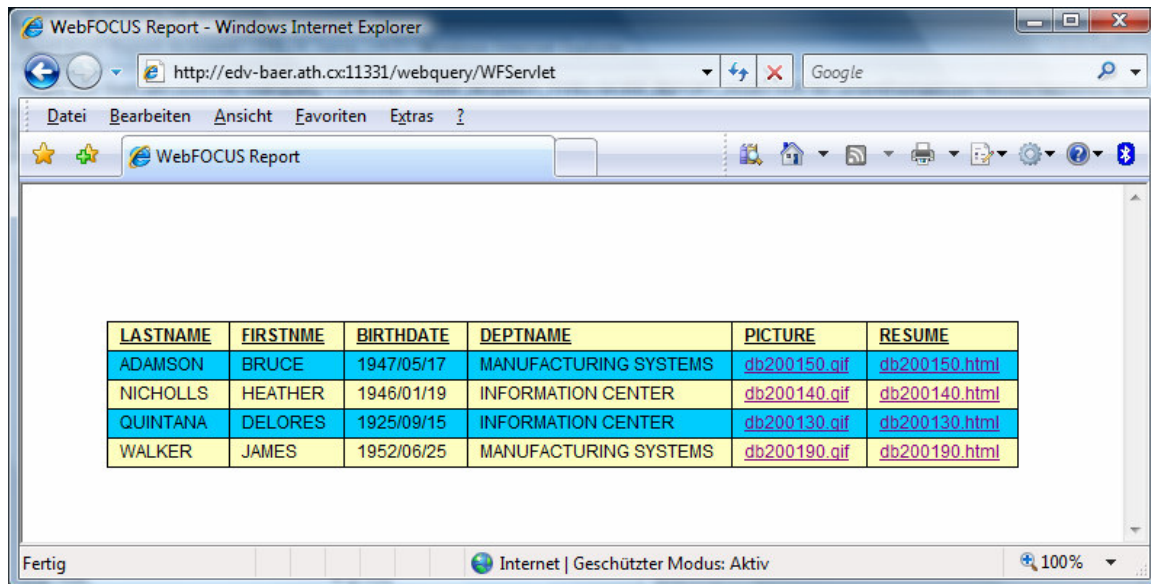 WebFOCUS Report - Windows Internet Explorer
http://edv-baer.ath.cx:11331/webquery/WFServlet Google
Datei Bearbeiten Ansicht Favoriten Extras ?
WebFOCUS Report
LASTNAME FIRSTNME BIRTHDATE DEPTNAME PICTURE RESUME
ADAMSON BRUCE 1947/05/17 MANUFACTURING SYSTEMS db200150.gif db200150.html
NICHOLLS HEATHER 1946/01/19 INFORMATION CENTER db200140.gif db200140.html
QUINTANA DELORES 1925/09/15 INFORMATION CENTER db200130.gif db200130.html
WALKER JAMES 1952/06/25 MANUFACTURING SYSTEMS db200190.gif db200190.html
Fertig Internet | Geschützter Modus: Aktiv 100%